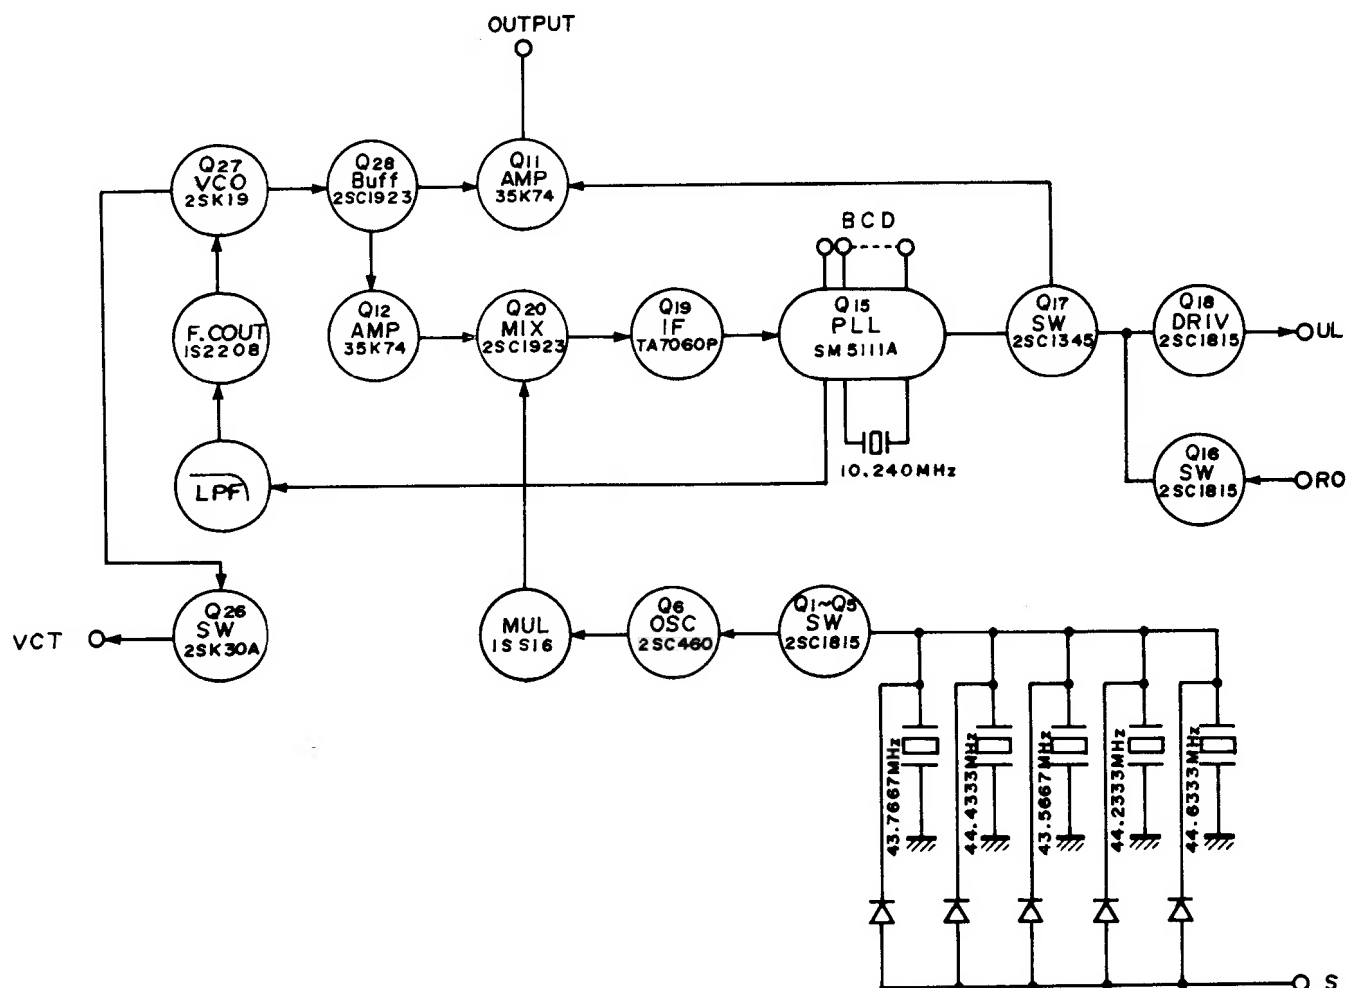 OUTPUT
Q27
VCO
2SK19
Q28
Buff
2SC1923
Q11
AMP
35K74
BCD
F.COUT
1S2208
Q12
AMP
35K74
Q20
MIX
2SC1923
Q19
IF
TA7060P
Q15
PLL
SM5111A
Q17
SW
2SC1345
Q18
DRIV
2SC1815
UL
10.240MHz
LPF
Q16
SW
2SC1815
RO
VCT
Q26
SW
2SK30A
MUL
1SS16
Q6
OSC
2SC460
Q1~Q5
SW
2SC1815
43.7667MHz
44.4333MHz
43.5667MHz
44.2333MHz
44.6333MHz
S